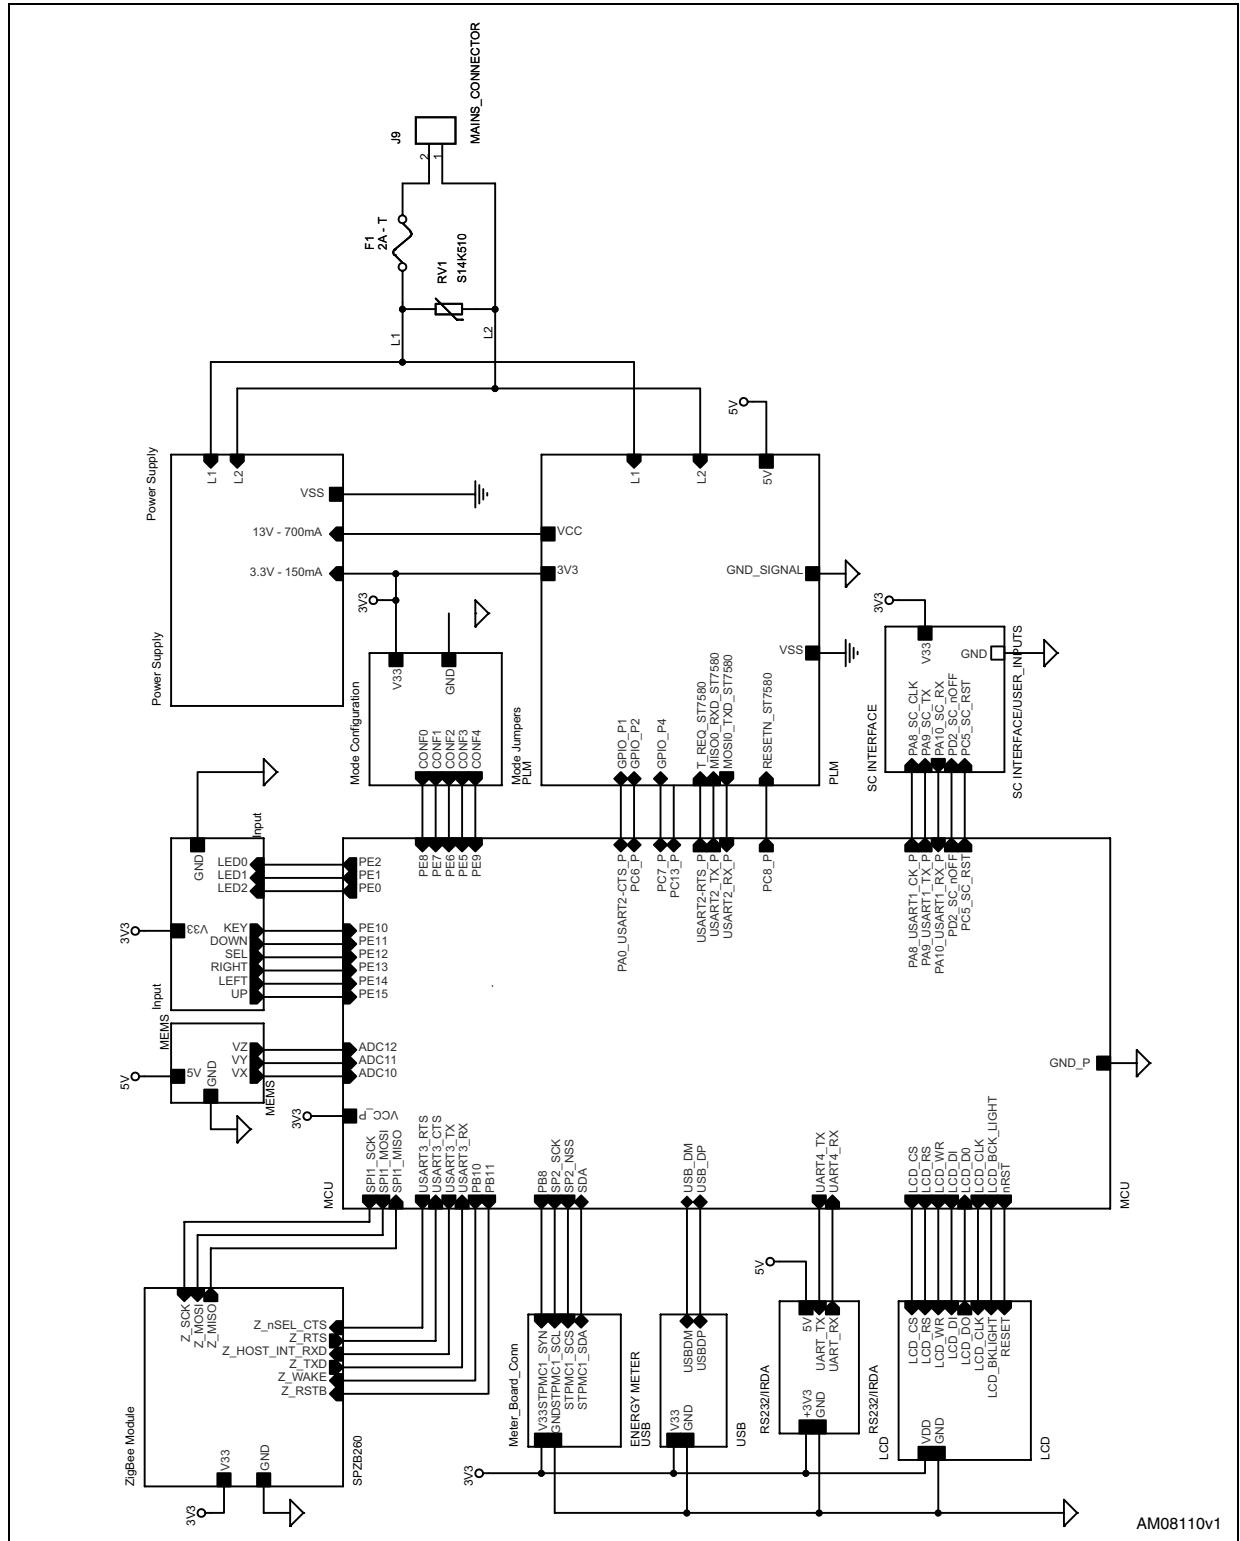 J9
MAINS_CONNECTOR
2
1
F1
2A - T
RV1
S14K510
L1
L2
Power Supply
L1
L2
VSS
13V - 700mA
3.3V - 150mA
Power Supply
3V3
5V
L1
L2
5V
VCC
3V3
GND_SIGNAL
VSS
GPIO_P1
GPIO_P2
GPIO_P4
T_REQ_ST7580
MISO0_RXD_ST7580
MOSI0_TXD_ST7580
RESETN_ST7580
PLM
PLM
Mode Configuration
V33
GND
CONF0
CONF1
CONF2
CONF3
CONF4
Mode Jumpers
3V3
V33
GND
PA8_SC_CLK
PA9_SC_TX
PA10_SC_RX
PD2_SC_nOFF
PC5_SC_RST
SC INTERFACE
SC INTERFACE/USER_INPUTS
Input
GND
LED0
LED1
LED2
3V3
V33
KEY
DOWN
SEL
RIGHT
LEFT
UP
Input
MEMS
5V
5V
GND
VZ
VY
VX
MEMS
3V3
VCC_P
PE8
PE7
PE6
PE5
PE9
PA0_USART2-CTS_P
PC6_P
PC7_P
PC13_P
USART2-RTS_P
USART2_TX_P
USART2_RX_P
PC8_P
PA8_USART1_CK_P
PA9_USART1_TX_P
PA10_USART1_RX_P
PD2_SC_nOFF
PC5_SC_RST
PE2
PE1
PE0
PE10
PE11
PE12
PE13
PE14
PE15
ADC12
ADC11
ADC10
GND_P
MCU
SPI1_SCK
SPI1_MOSI
SPI1_MISO
USART3_RTS
USART3_CTS
USART3_TX
USART3_RX
PB10
PB11
PB8
SP2_SCK
SP2_NSS
SDA
USB_DM
USB_DP
UART4_TX
UART4_RX
LCD_CS
LCD_RS
LCD_WR
LCD_DI
LCD_D0
LCD_CLK
LCD_BCK_LIGHT
nRST
MCU
ZigBee Module
Z_SCK
Z_MOSI
Z_MISO
Z_nSEL_CTS
Z_RTS
Z_HOST_INT_RXD
Z_TXD
Z_WAKE
Z_RSTB
V33
GND
SPZB260
3V3
Meter_Board_Conn
V33
GND
STPMC1_SYN
STPMC1_SCL
STPMC1_SCS
STPMC1_SDA
ENERGY METER
USB
USBDM
USBDP
V33
GND
USB
5V
RS232/IRDA
5V
UART_TX
UART_RX
+3V3
GND
RS232/IRDA
LCD
LCD_CS
LCD_RS
LCD_WR
LCD_DI
LCD_DO
LCD_CLK
LCD_BKLIGHT
RESET
VDD
GND
LCD
3V3
AM08110v1